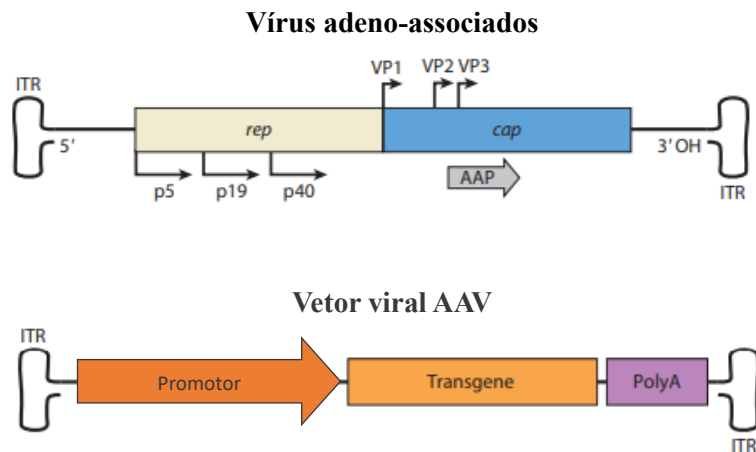 Vírus adeno-associados
ITR
VP1
VP2 VP3
rep
cap
5'
3' OH
p5
p19
p40
AAP
ITR
Vetor viral AAV
ITR
Promotor
Transgene
PolyA
ITR